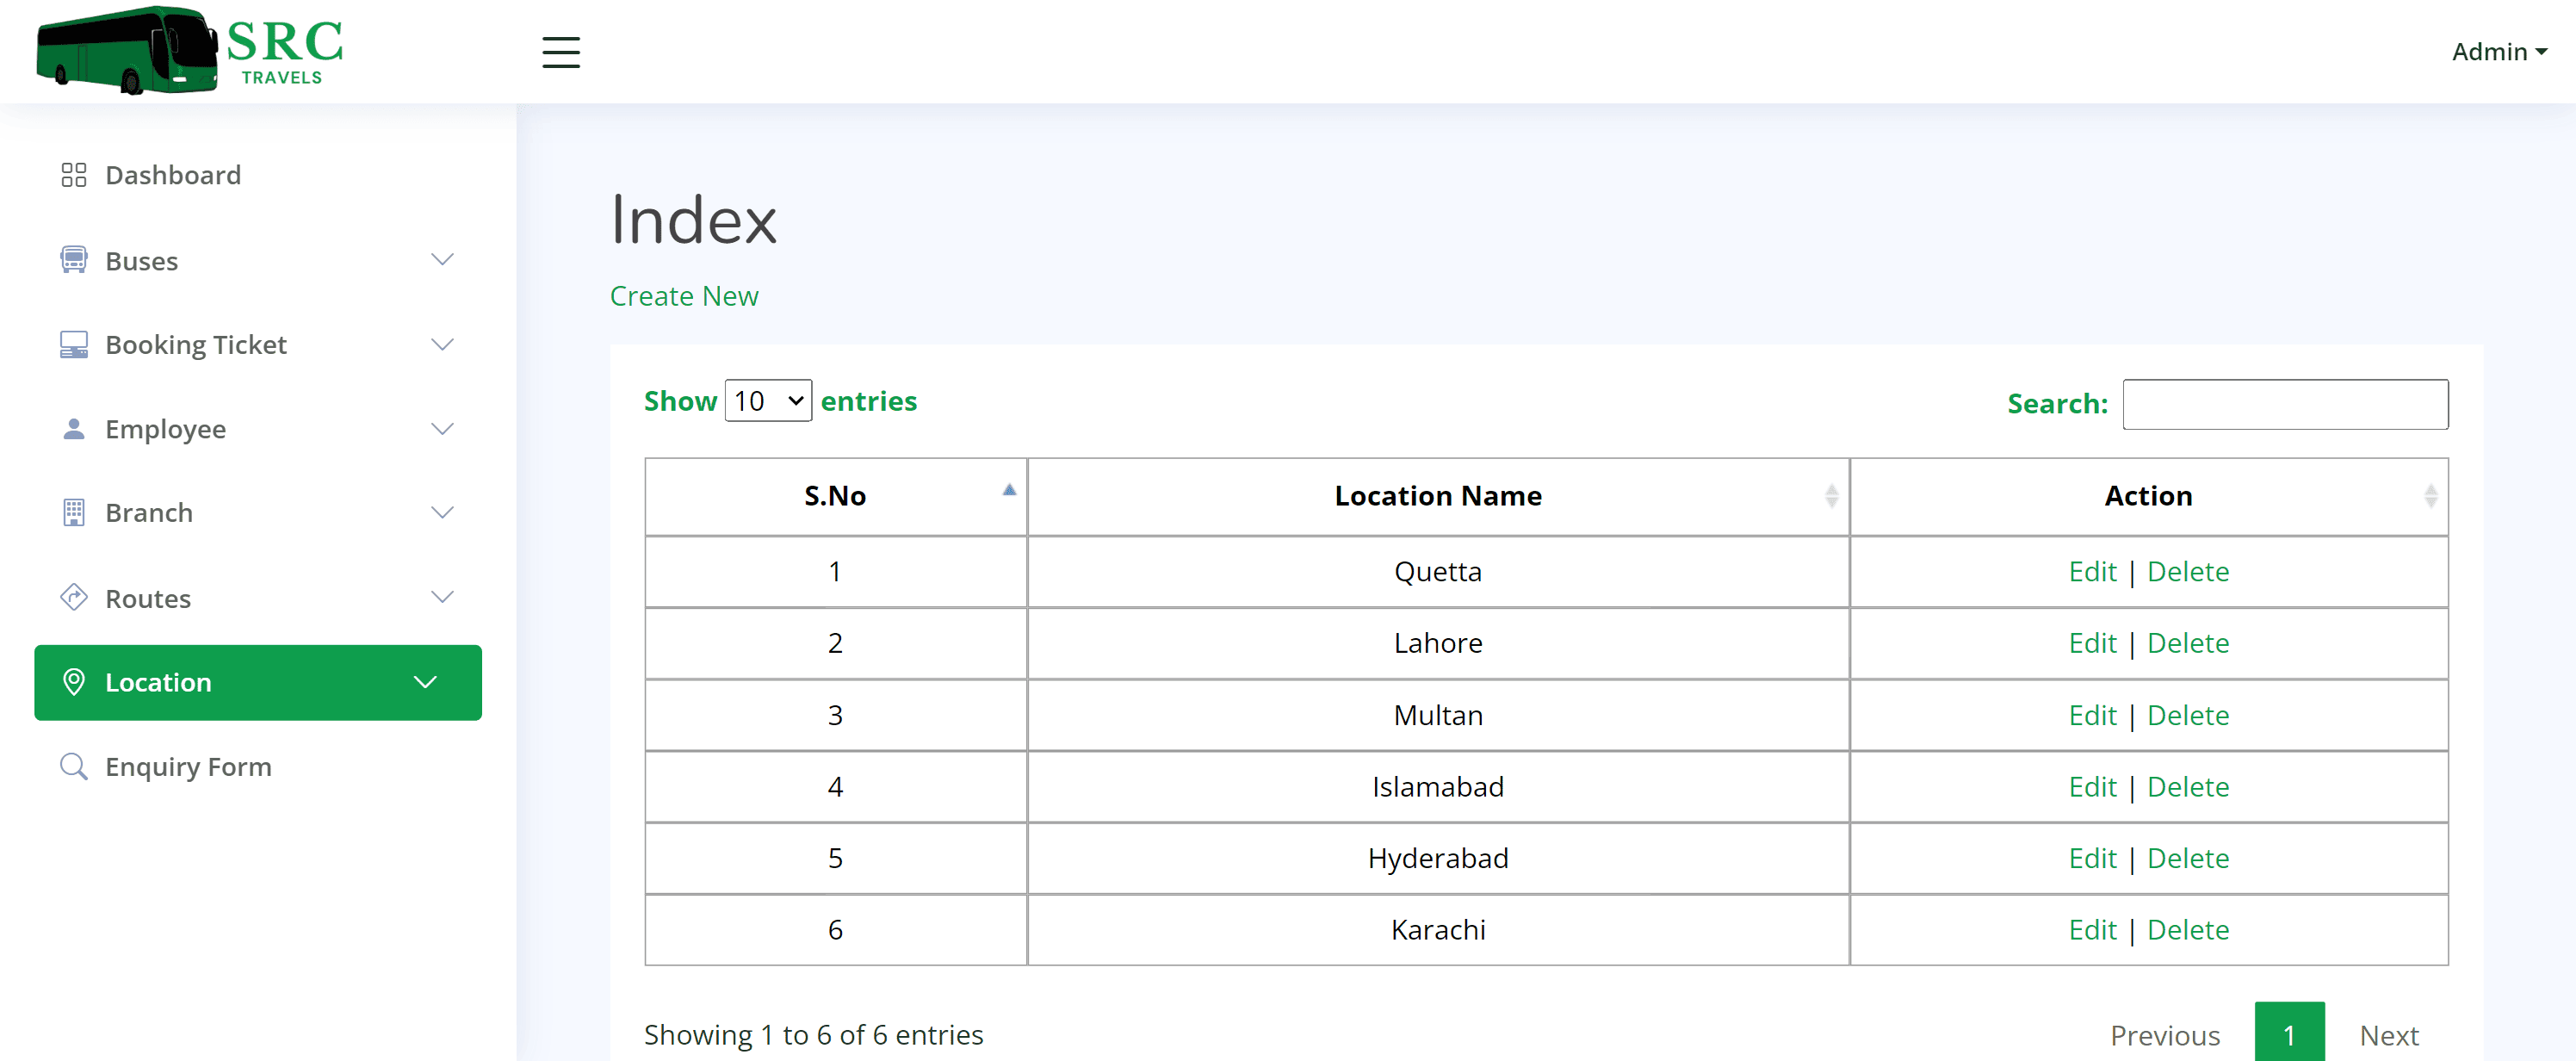 SRC
TRAVELS
Admin
Dashboard
Buses
Booking Ticket
Employee
Branch
Routes
Location
Enquiry Form
Index
Create New
Show 10 entries
Search:
S.No Location Name Action
1 Quetta Edit | Delete
2 Lahore Edit | Delete
3 Multan Edit | Delete
4 Islamabad Edit | Delete
5 Hyderabad Edit | Delete
6 Karachi Edit | Delete
Showing 1 to 6 of 6 entries
Previous 1 Next